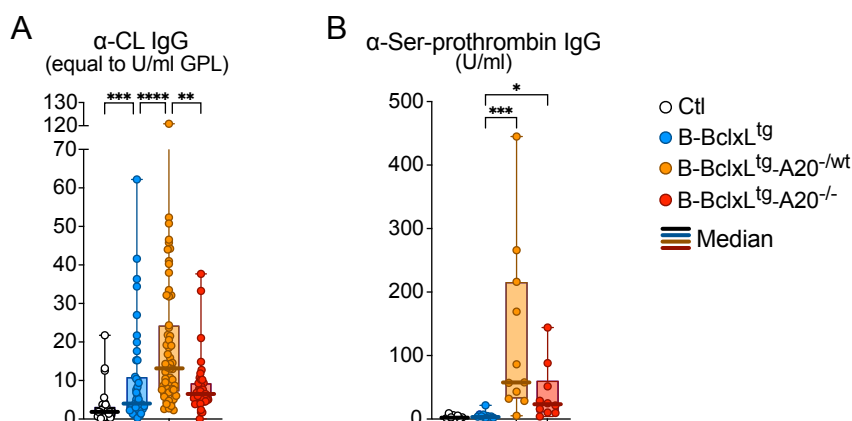 A
α-CL IgG
(equal to U/ml GPL)
*** **** **
130
120
70
60
50
40
30
20
10
0
B
α-Ser-prothrombin IgG
(U/ml)
*
***
500
400
300
200
100
0
Ctl
B-BclxLtg
B-BclxLtg-A20-/wt
B-BclxLtg-A20-/-
Median